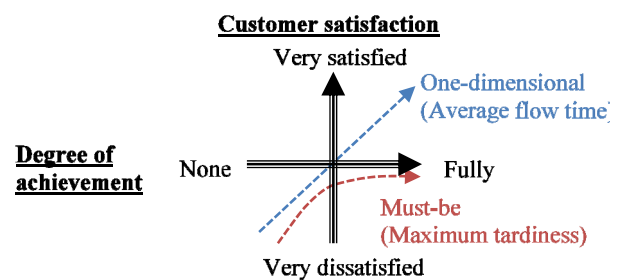 Customer satisfaction
Very satisfied
One-dimensional
(Average flow time)
Degree of
achievement
None
Fully
Must-be
(Maximum tardiness)
Very dissatisfied